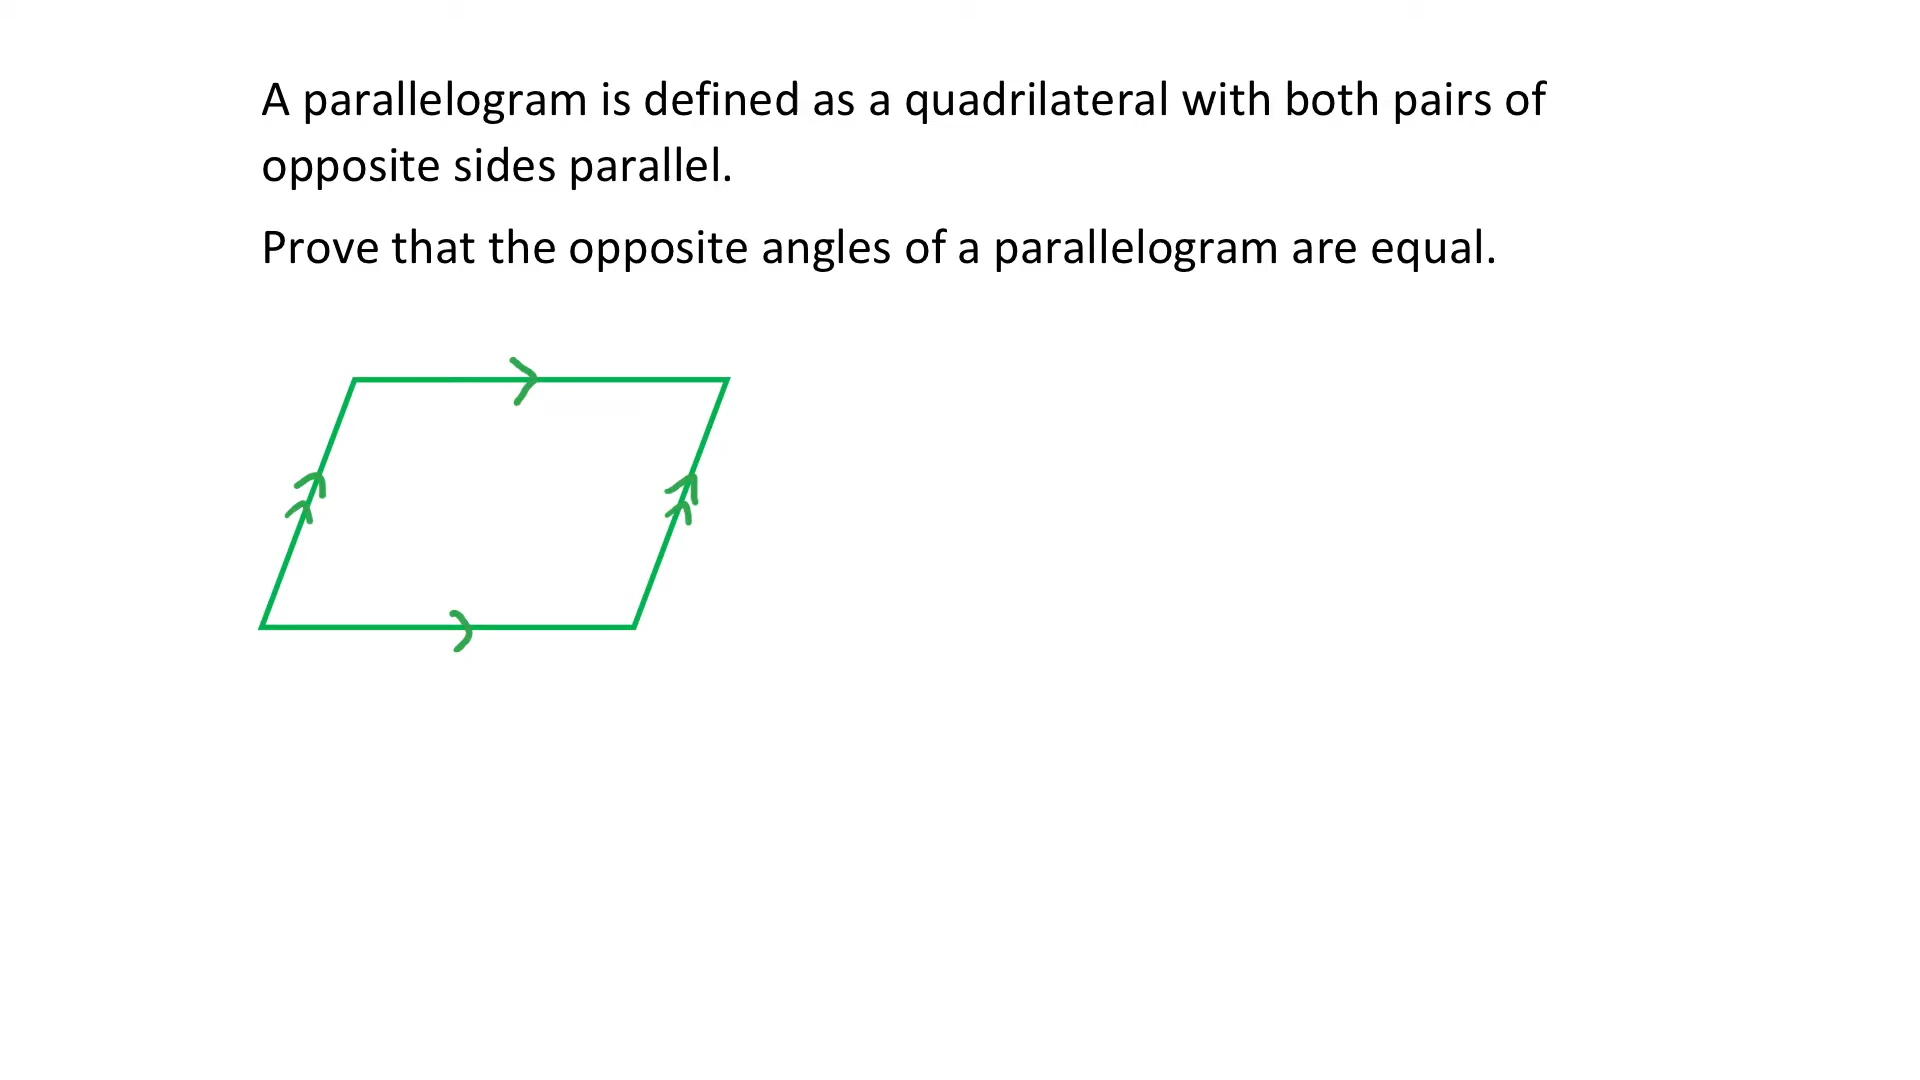 A parallelogram is defined as a quadrilateral with both pairs of
opposite sides parallel.
Prove that the opposite angles of a parallelogram are equal.